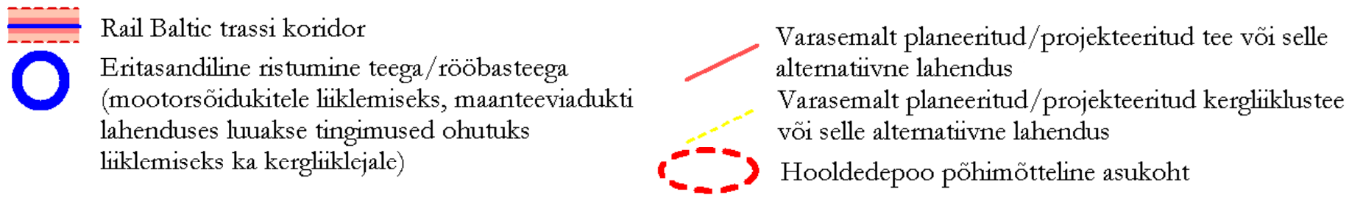 Rail Baltic trassi koridor
Eritasandiline ristumine teega/rööbasteega
(mootorsõidukitele liiklemiseks, maanteeviadukti
lahenduses luuakse tingimused ohutuks
liiklemiseks ka kergliiklejale)
Varasemalt planeeritud/projekteeritud tee või selle
alternatiivne lahendus
Varasemalt planeeritud/projekteeritud kergliiklustee
või selle alternatiivne lahendus
Hooldedepoo põhimõtteline asukoht